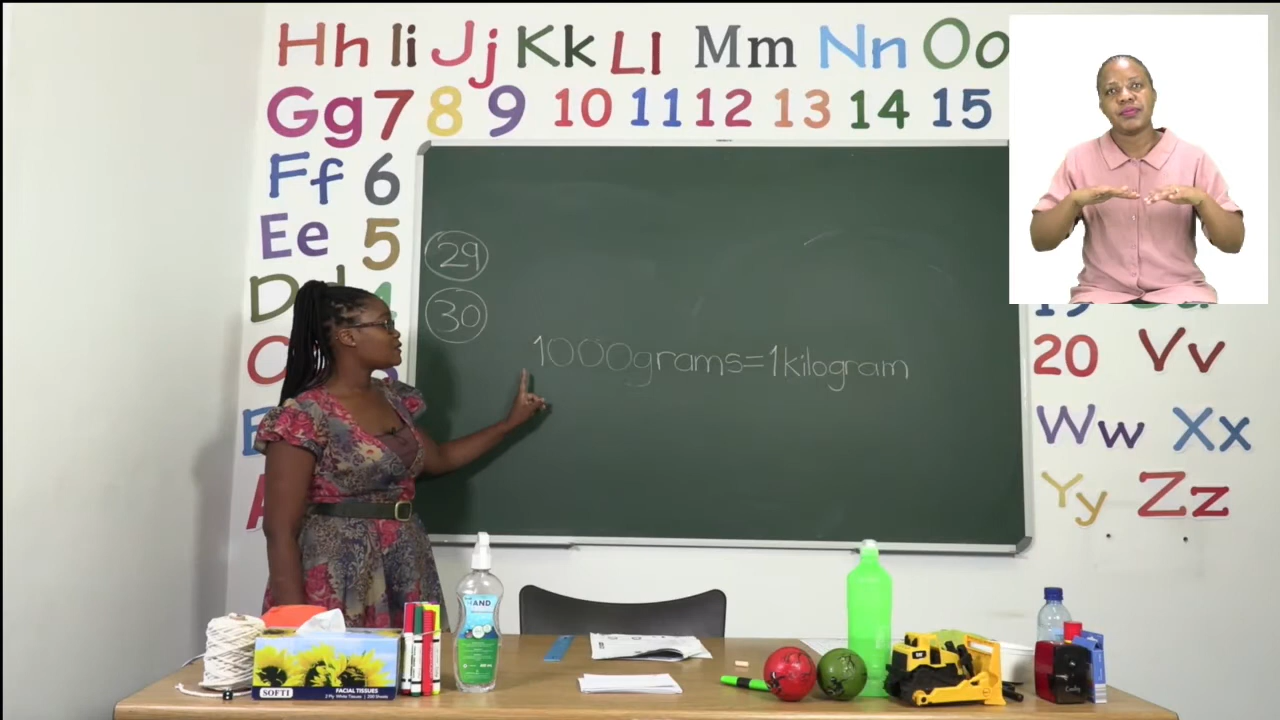 Hh Ii Jj Kk Ll Mm Nn Oo
Gg 7 8 9 10 11 12 13 14 15
Ff 6
Ee 5
29
30
1000grams=1kilogram
20 Vv
Ww Xx
Yy Zz
HAND
SOFTI
FACIAL TISSUES
CAT